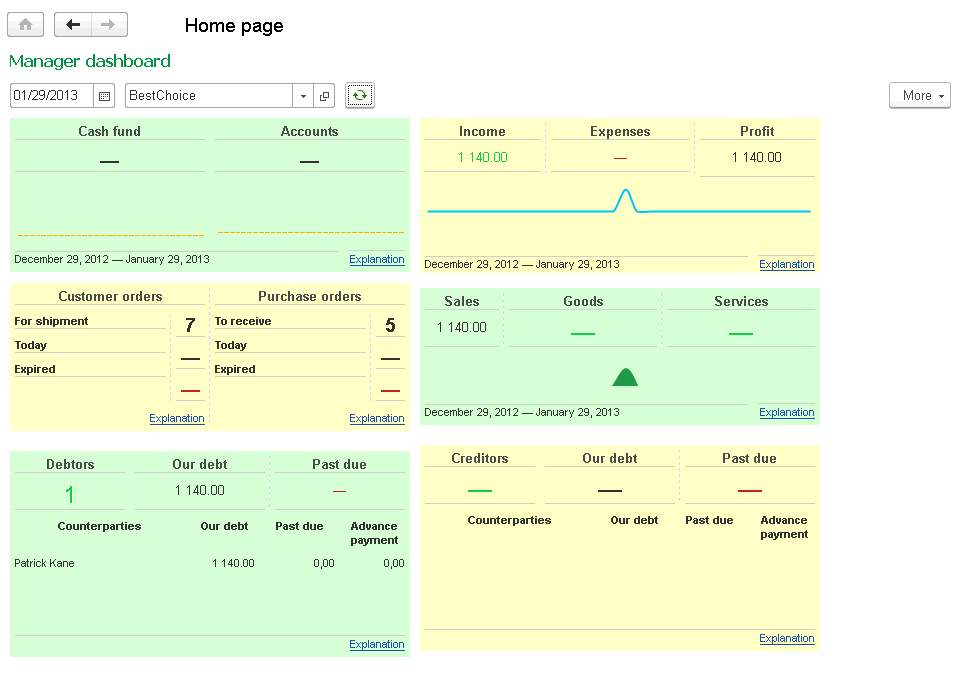 Home page
Manager dashboard
01/29/2013
BestChoice
More
Cash fund
Accounts
—
—
December 29, 2012 — January 29, 2013
Explanation
Income
Expenses
Profit
1 140.00
—
1 140.00
December 29, 2012 — January 29, 2013
Explanation
Customer orders
Purchase orders
For shipment
7
To receive
5
Today
—
Today
—
Expired
—
Expired
—
Explanation
Explanation
Sales
Goods
Services
1 140.00
—
—
December 29, 2012 — January 29, 2013
Explanation
Debtors
Our debt
Past due
1
1 140.00
—
Counterparties
Our debt
Past due
Advance
payment
Patrick Kane
1 140.00
0,00
0,00
Explanation
Creditors
Our debt
Past due
—
—
—
Counterparties
Our debt
Past due
Advance
payment
Explanation